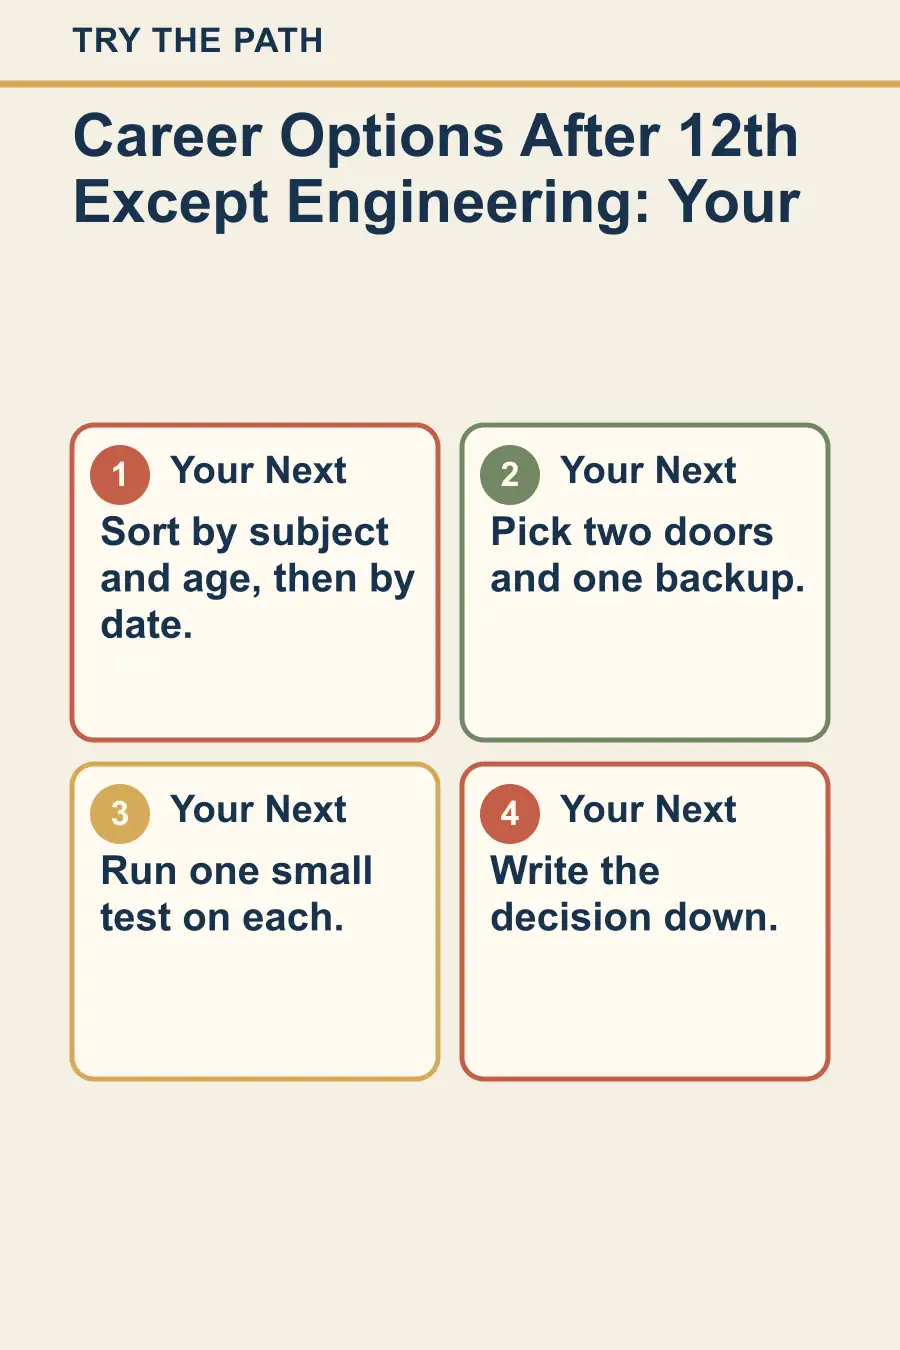 TRY THE PATH
Career Options After 12th
Except Engineering: Your
1 Your Next
Sort by subject
and age, then by
date.
2 Your Next
Pick two doors
and one backup.
3 Your Next
Run one small
test on each.
4 Your Next
Write the
decision down.